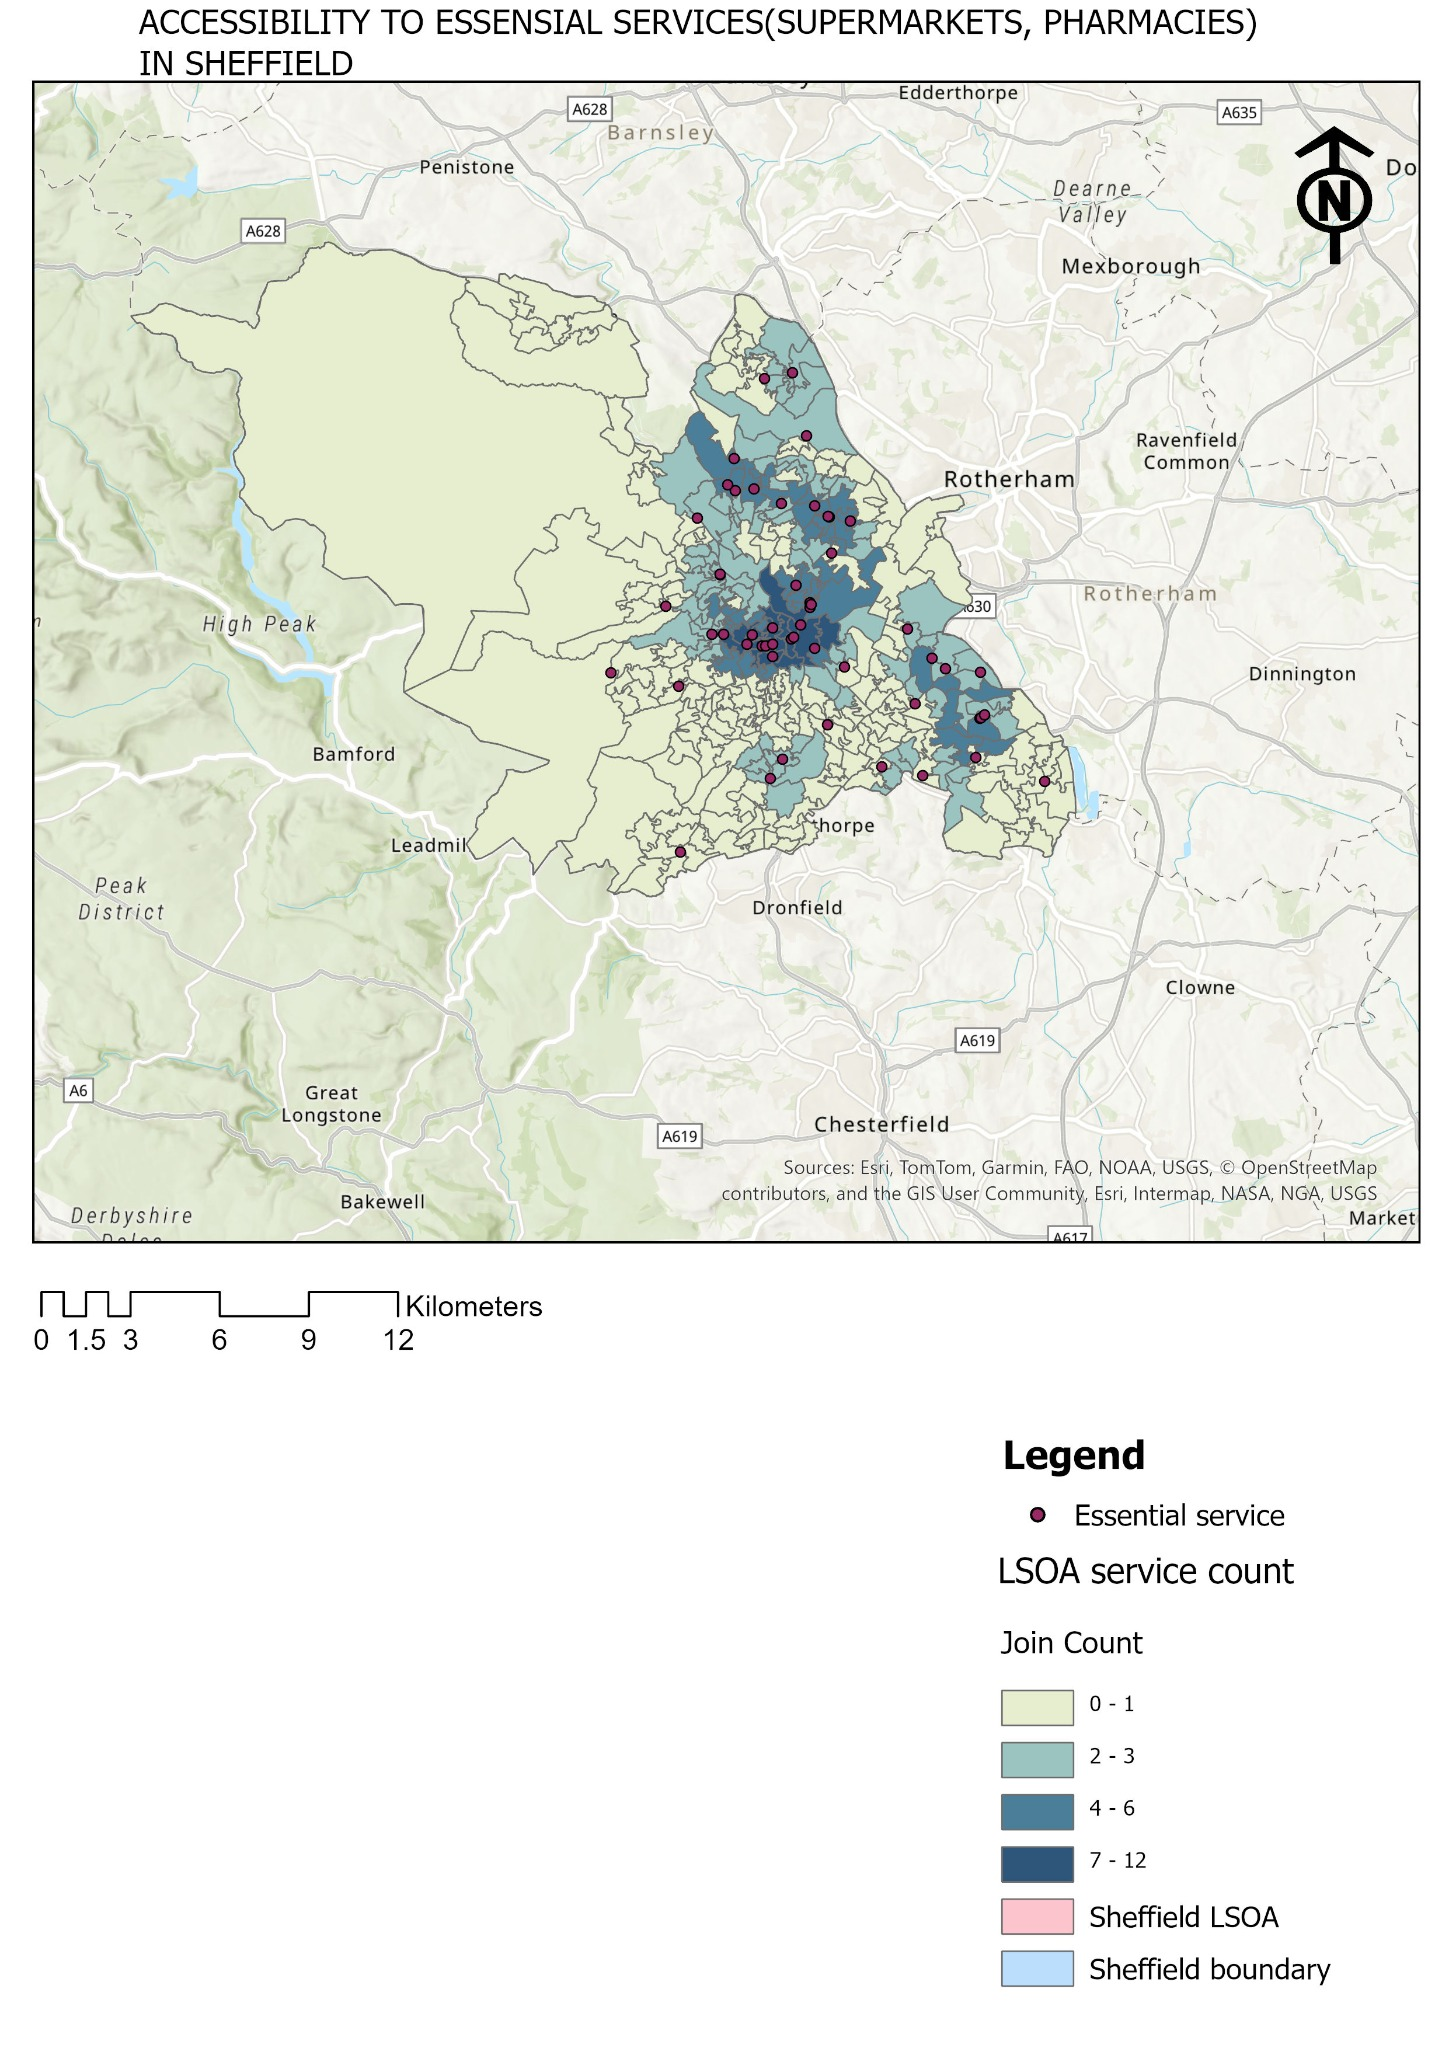 ACCESSIBILITY TO ESSENSIAL SERVICES(SUPERMARKETS, PHARMACIES)
IN SHEFFIELD
Edderthorpe
A628
A635
Barnsley
Penistone
Do
N
Dearne
Valley
A628
Mexborough
Ravenfield
Common
Rotherham
Rotherham
A630
High Peak
Dinnington
Bamford
thorpe
Leadmil
Peak
District
Dronfield
Clowne
A619
A6
Great
Longstone
Chesterfield
A619
Sources: Esri, TomTom, Garmin, FAO, NOAA, USGS, © OpenStreetMap
contributors, and the GIS User Community, Esri, Intermap, NASA, NGA, USGS
Bakewell
Derbyshire
Dales
Market
A617
Kilometers
0 1.5 3 6 9 12
Legend
Essential service
LSOA service count
Join Count
0 - 1
2 - 3
4 - 6
7 - 12
Sheffield LSOA
Sheffield boundary